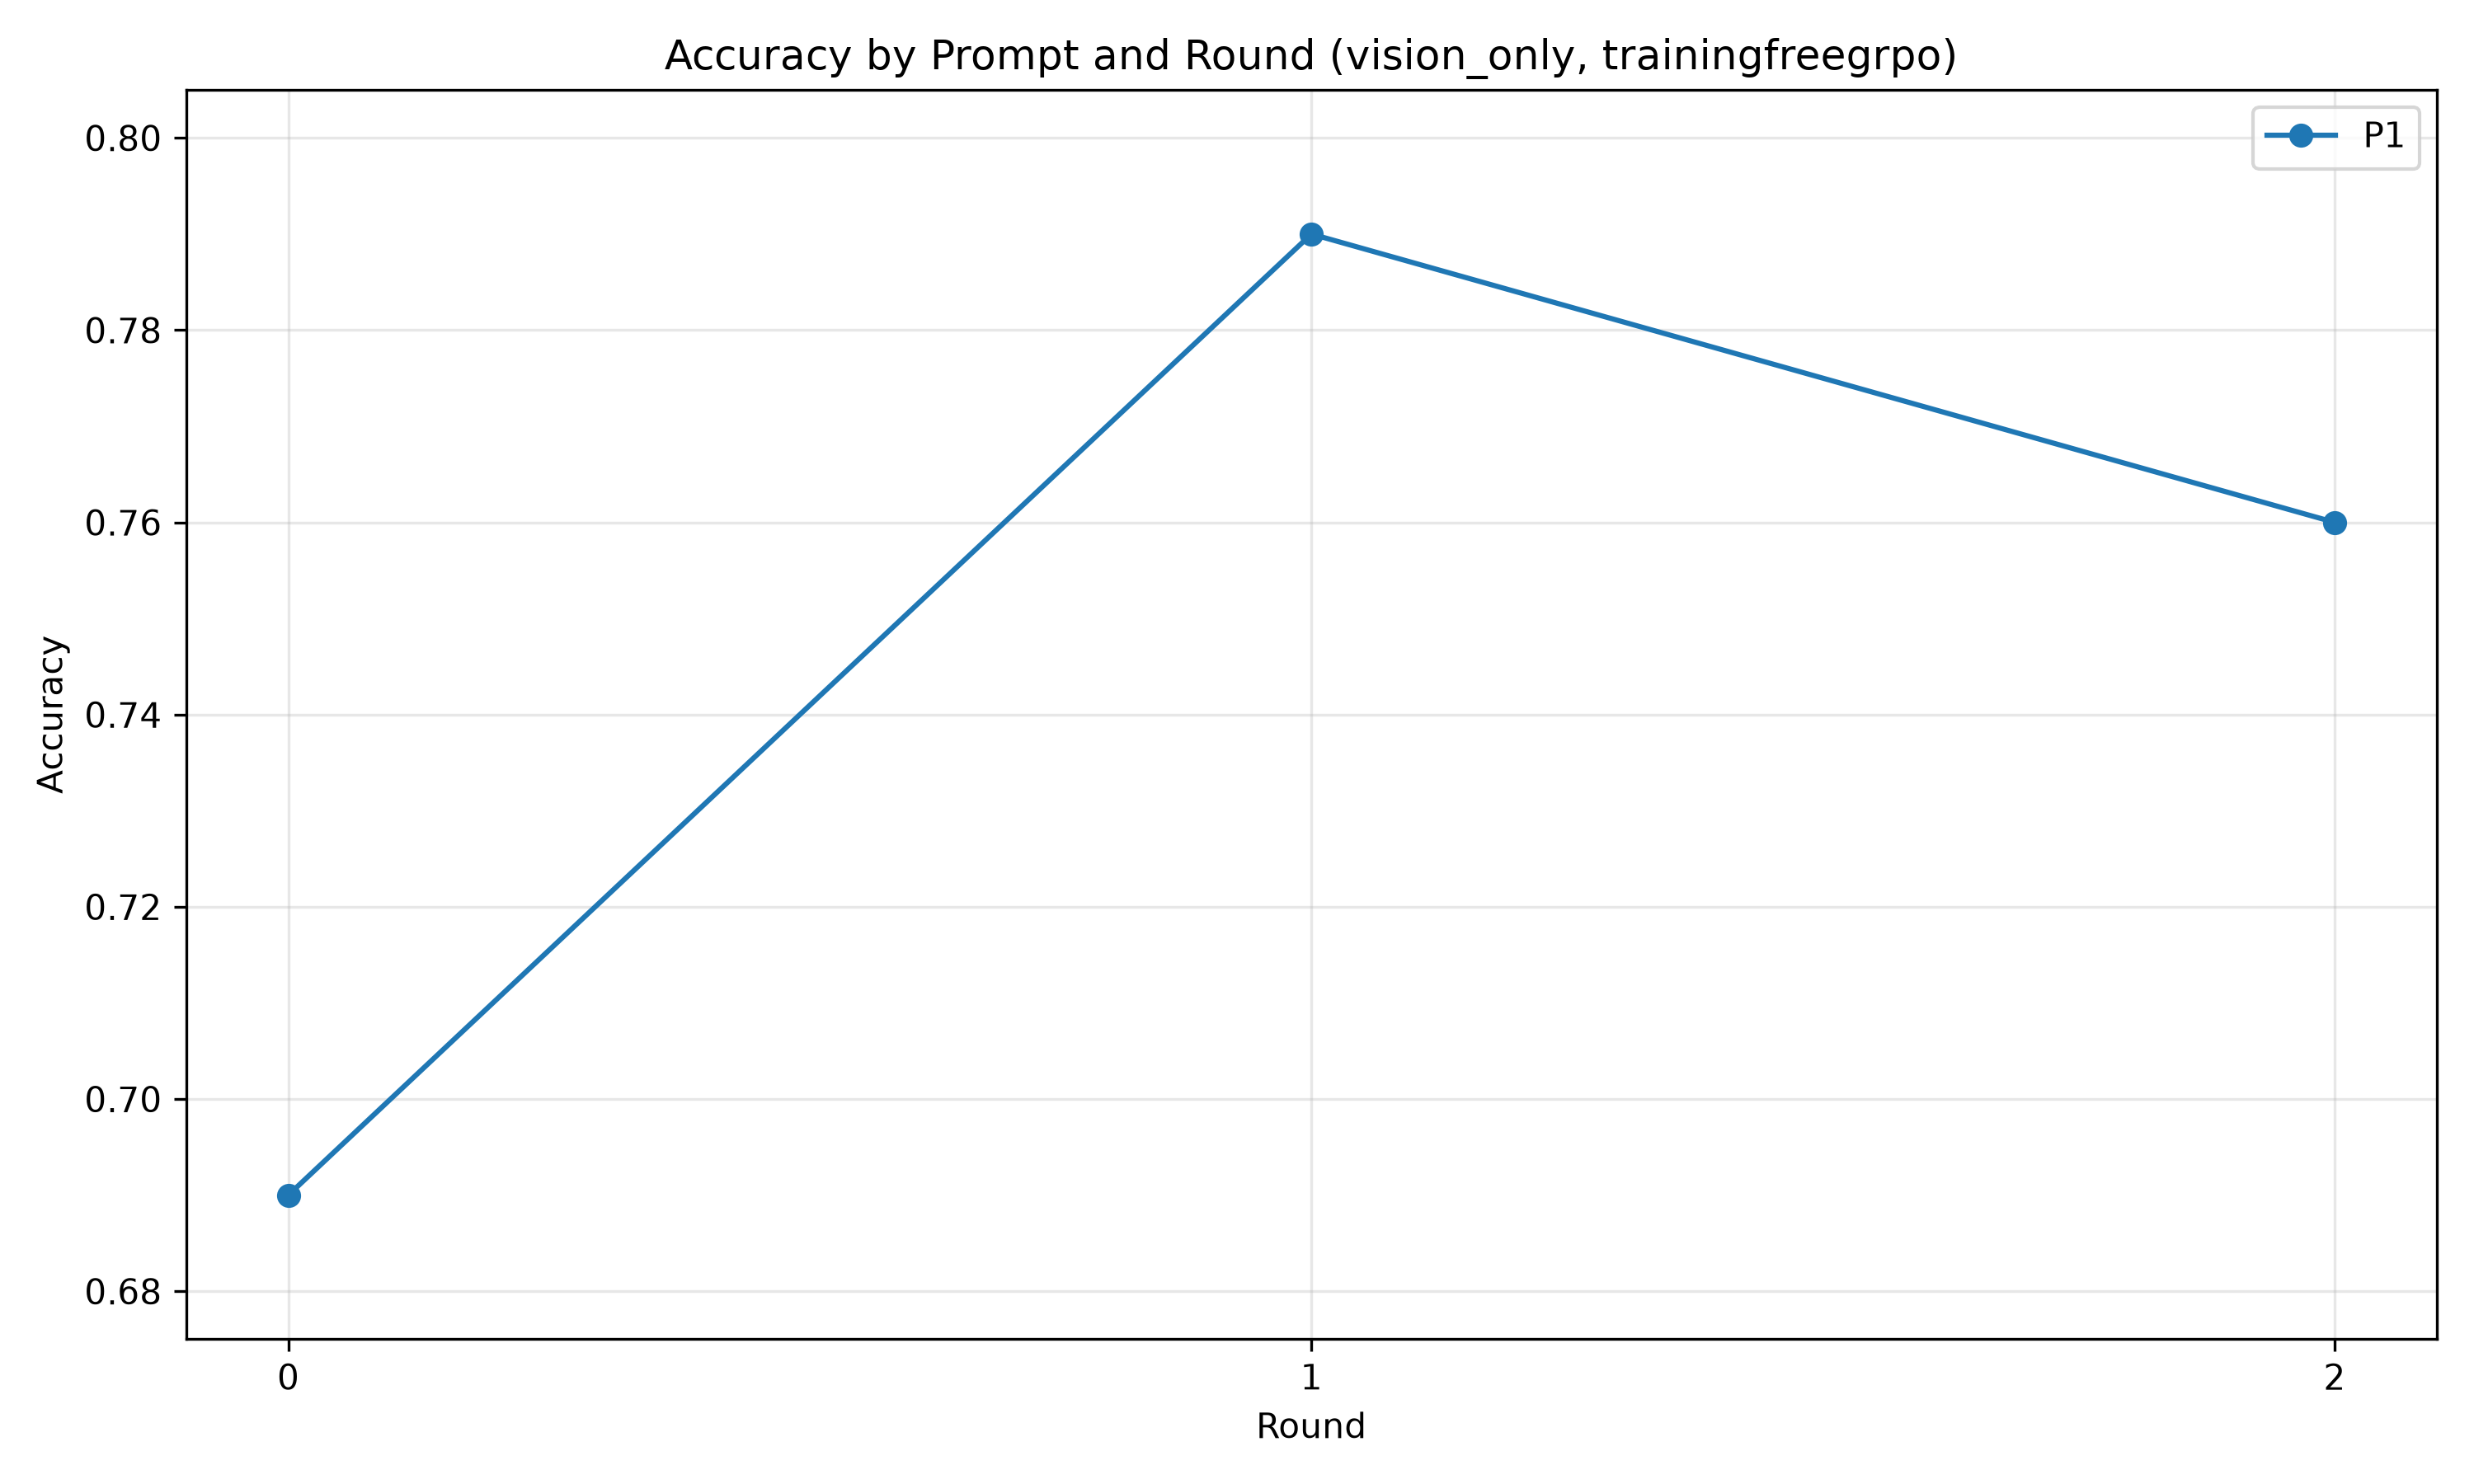 Accuracy by Prompt and Round (vision_only, trainingfreegrpo)
P1
0.80
0.78
0.76
0.74
0.72
0.70
0.68
Accuracy
0 1 2
Round